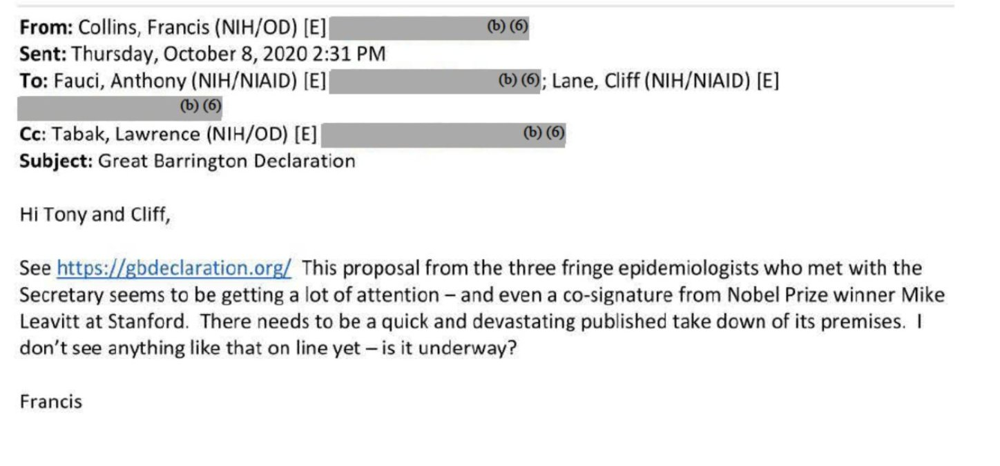 From: Collins, Francis (NIH/OD) [E] (b) (6)
Sent: Thursday, October 8, 2020 2:31 PM
To: Fauci, Anthony (NIH/NIAID) [E] (b) (6); Lane, Cliff (NIH/NIAID) [E]
(b) (6)
Cc: Tabak, Lawrence (NIH/OD) [E] (b) (6)
Subject: Great Barrington Declaration
Hi Tony and Cliff,
See https://gbdeclaration.org/ This proposal from the three fringe epidemiologists who met with the
Secretary seems to be getting a lot of attention – and even a co-signature from Nobel Prize winner Mike
Leavitt at Stanford. There needs to be a quick and devastating published take down of its premises. I
don’t see anything like that on line yet – is it underway?
Francis